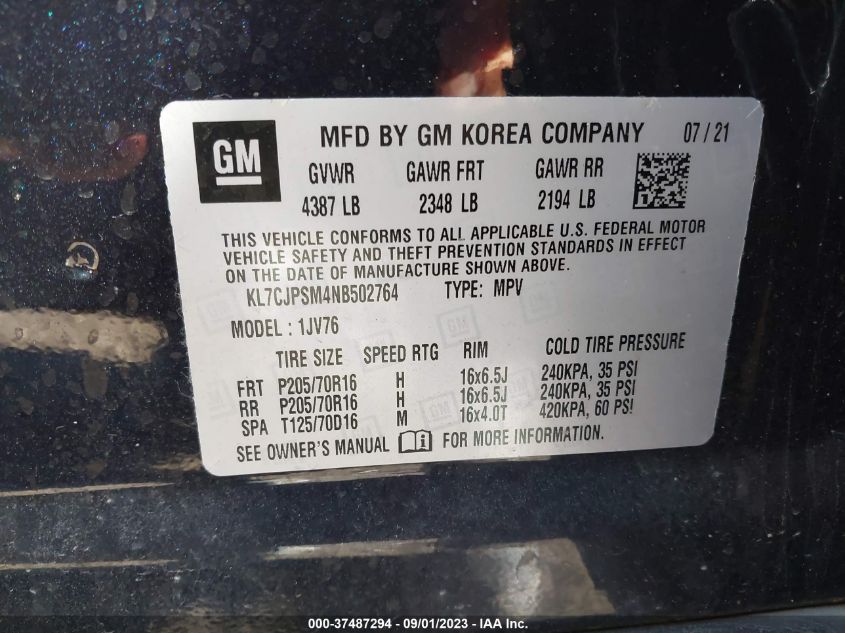 GM
MFD BY GM KOREA COMPANY 07/21
GVWR GAWR FRT GAWR RR
4387 LB 2348 LB 2194 LB
THIS VEHICLE CONFORMS TO ALL APPLICABLE U.S. FEDERAL MOTOR
VEHICLE SAFETY AND THEFT PREVENTION STANDARDS IN EFFECT
ON THE DATE OF MANUFACTURE SHOWN ABOVE.
KL7CJPSM4NB502764 TYPE: MPV
MODEL : 1JV76
TIRE SIZE SPEED RTG RIM COLD TIRE PRESSURE
FRT P205/70R16 H 16x6.5J 240KPA, 35 PSI
RR P205/70R16 H 16x6.5J 240KPA, 35 PSI
SPA T125/70D16 M 16x4.0T 420KPA, 60 PSI
SEE OWNER'S MANUAL FOR MORE INFORMATION.
000-37487294 - 09/01/2023 - IAA Inc.